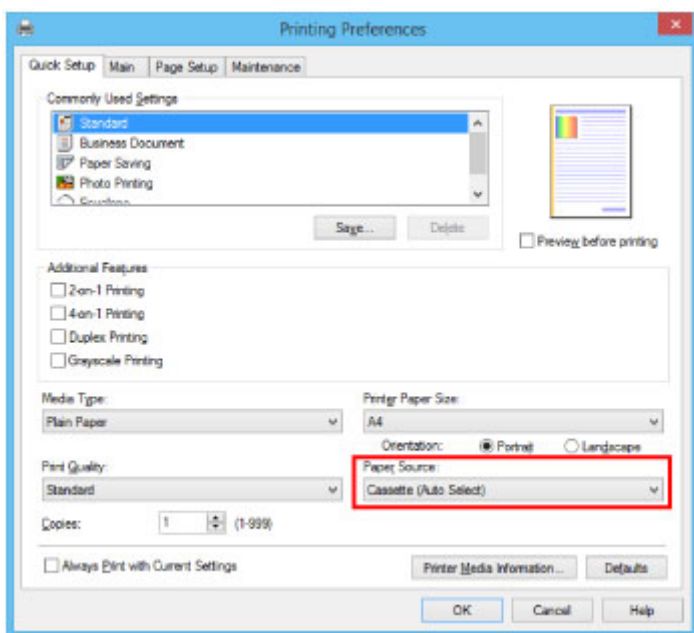 Printing Preferences
Quick Setup Main Page Setup Maintenance
Commonly Used Settings
Standard
Business Document
Paper Saving
Photo Printing
Envelope
Save... Delete
Preview before printing
Additional Features
2-on-1 Printing
4-on-1 Printing
Duplex Printing
Grayscale Printing
Media Type: Printer Paper Size:
Plain Paper A4
Orientation: Portrait Landscape
Print Quality: Paper Source:
Standard Cassette (Auto Select)
Copies: 1 (1-999)
Always Print with Current Settings Printer Media Information... Defaults
OK Cancel Help